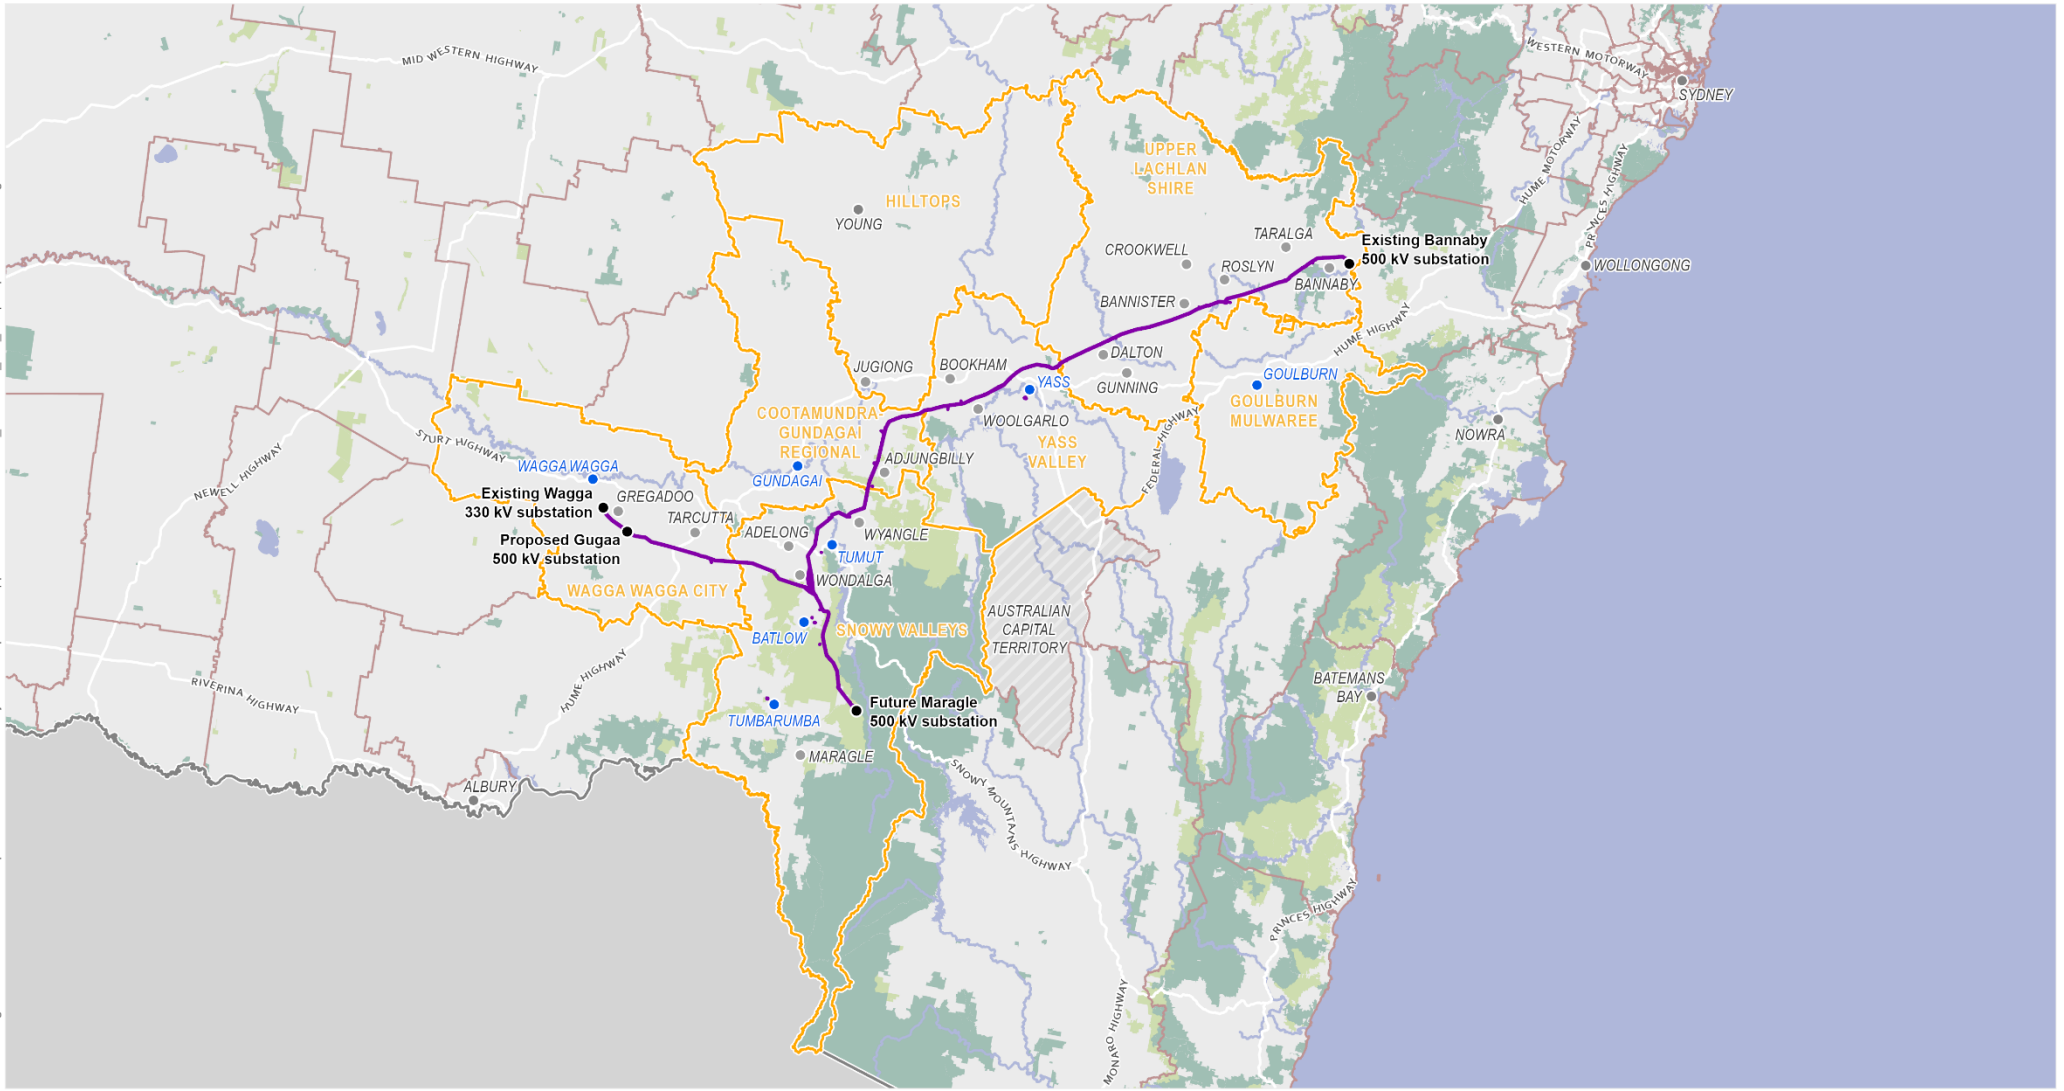 MID WESTERN HIGHWAY
WESTERN MOTORWAY
SYDNEY
HUME MOTORWAY
PRINCES HIGHWAY
UPPER
LACHLAN
SHIRE
HILLTOPS
YOUNG
TARALGA
CROOKWELL
ROSLYN
Existing Bannaby
500 kV substation
WOLLONGONG
BANNABY
BANNISTER
HUME HIGHWAY
DALTON
GUNNING
JUGIONG
BOOKHAM
YASS
GOULBURN
GOULBURN
MULWAREE
COOTAMUNDRA-
GUNDAGAI
REGIONAL
WOOLGARLO
YASS
VALLEY
FEDERAL HIGHWAY
NOWRA
STURT HIGHWAY
NEWELL HIGHWAY
WAGGA WAGGA
GUNDAGAI
ADJUNGBILLY
Existing Wagga
330 kV substation
GREGADOO
TARCUTTA
Proposed Gugaa
500 kV substation
ADELONG
WYANGLE
TUMUT
WONDALGA
WAGGA WAGGA CITY
BATLOW
SNOWY VALLEYS
AUSTRALIAN
CAPITAL
TERRITORY
RIVERINA HIGHWAY
HUME HIGHWAY
BATEMANS
BAY
Future Maragle
500 kV substation
TUMBARUMBA
MARAGLE
ALBURY
SNOWY MOUNTAINS HIGHWAY
PRINCES HIGHWAY
MONARO HIGHWAY